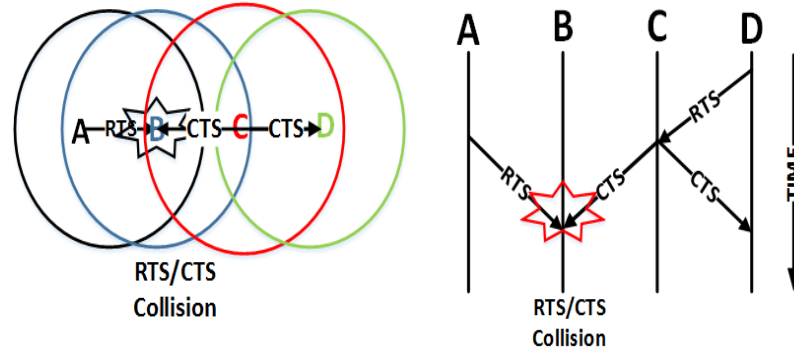 A RTS B CTS C CTS D
RTS/CTS
Collision
A B C D
RTS
RTS CTS CTS
TIME
RTS/CTS
Collision